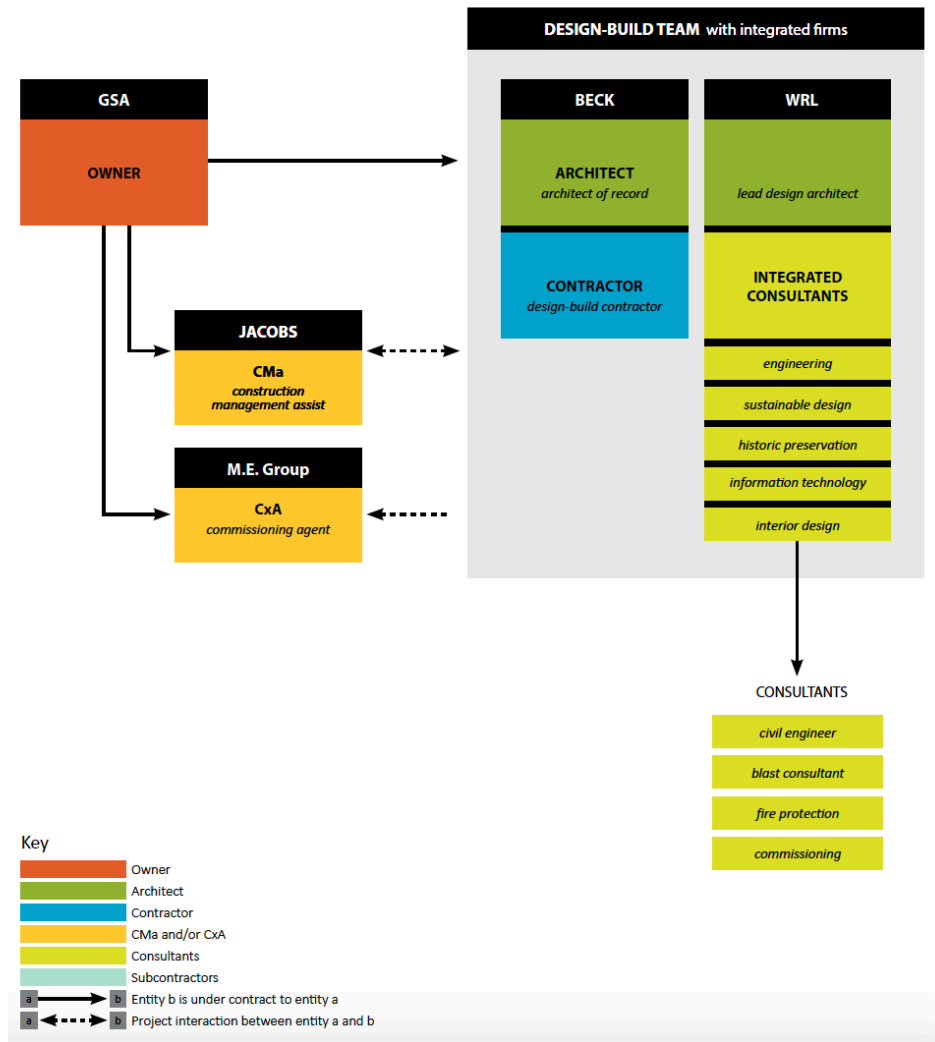 DESIGN-BUILD TEAM with integrated firms
GSA
OWNER
BECK
ARCHITECT
architect of record
CONTRACTOR
design-build contractor
WRL
lead design architect
INTEGRATED
CONSULTANTS
engineering
sustainable design
historic preservation
information technology
interior design
JACOBS
CMa
construction
management assist
M.E. Group
CxA
commissioning agent
CONSULTANTS
civil engineer
blast consultant
fire protection
commissioning
Key
Owner
Architect
Contractor
CMa and/or CxA
Consultants
Subcontractors
a b Entity b is under contract to entity a
a b Project interaction between entity a and b